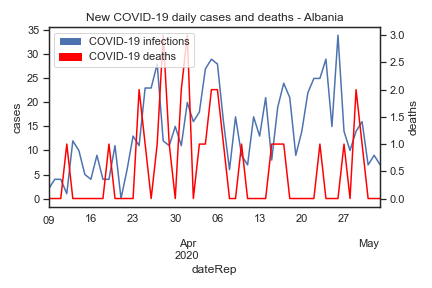 New COVID-19 daily cases and deaths - Albania
COVID-19 infections
COVID-19 deaths
cases
35
30
25
20
15
10
5
0
deaths
3.0
2.5
2.0
1.5
1.0
0.5
0.0
09 16 23 30 06 13 20 27
Apr May
2020
dateRep